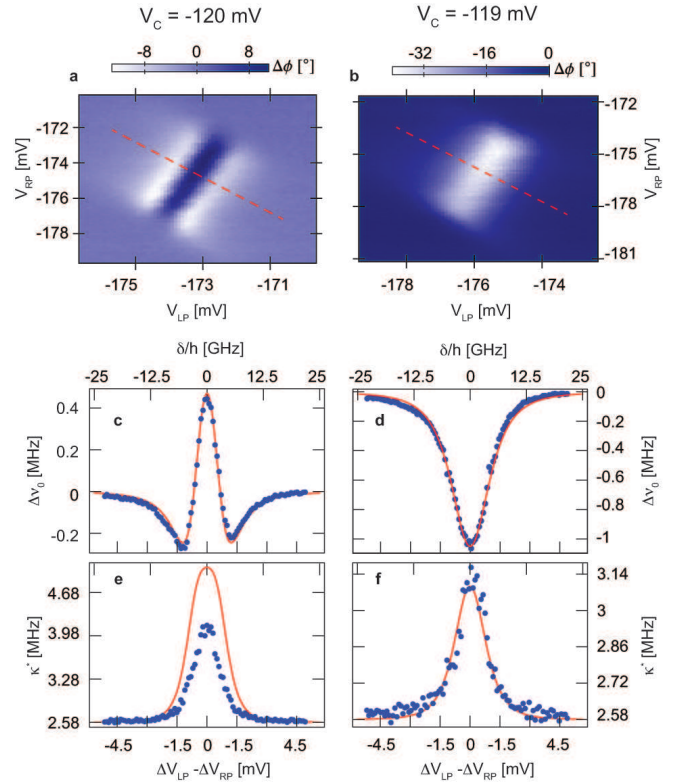 V_C = -120 mV
V_C = -119 mV
-8 0 8 Δϕ [°]
-32 -16 0 Δϕ [°]
a
b
-172
-174
-176
-178
V_RP [mV]
-172
-175
-178
-181
V_RP [mV]
-175 -173 -171
V_LP [mV]
-178 -176 -174
V_LP [mV]
δ/h [GHz]
δ/h [GHz]
-25 -12.5 0 12.5 25
-25 -12.5 0 12.5 25
c
d
0.4
0.2
0
-0.2
Δν₀ [MHz]
0
-0.2
-0.4
-0.6
-0.8
-1
Δν₀ [MHz]
e
f
4.68
3.98
3.28
2.58
κ* [MHz]
3.14
3
2.86
2.72
2.58
κ* [MHz]
-4.5 -1.5 0 -1.5 4.5
-4.5 -1.5 0 -1.5 4.5
ΔV_LP -ΔV_RP [mV]
ΔV_LP -ΔV_RP [mV]